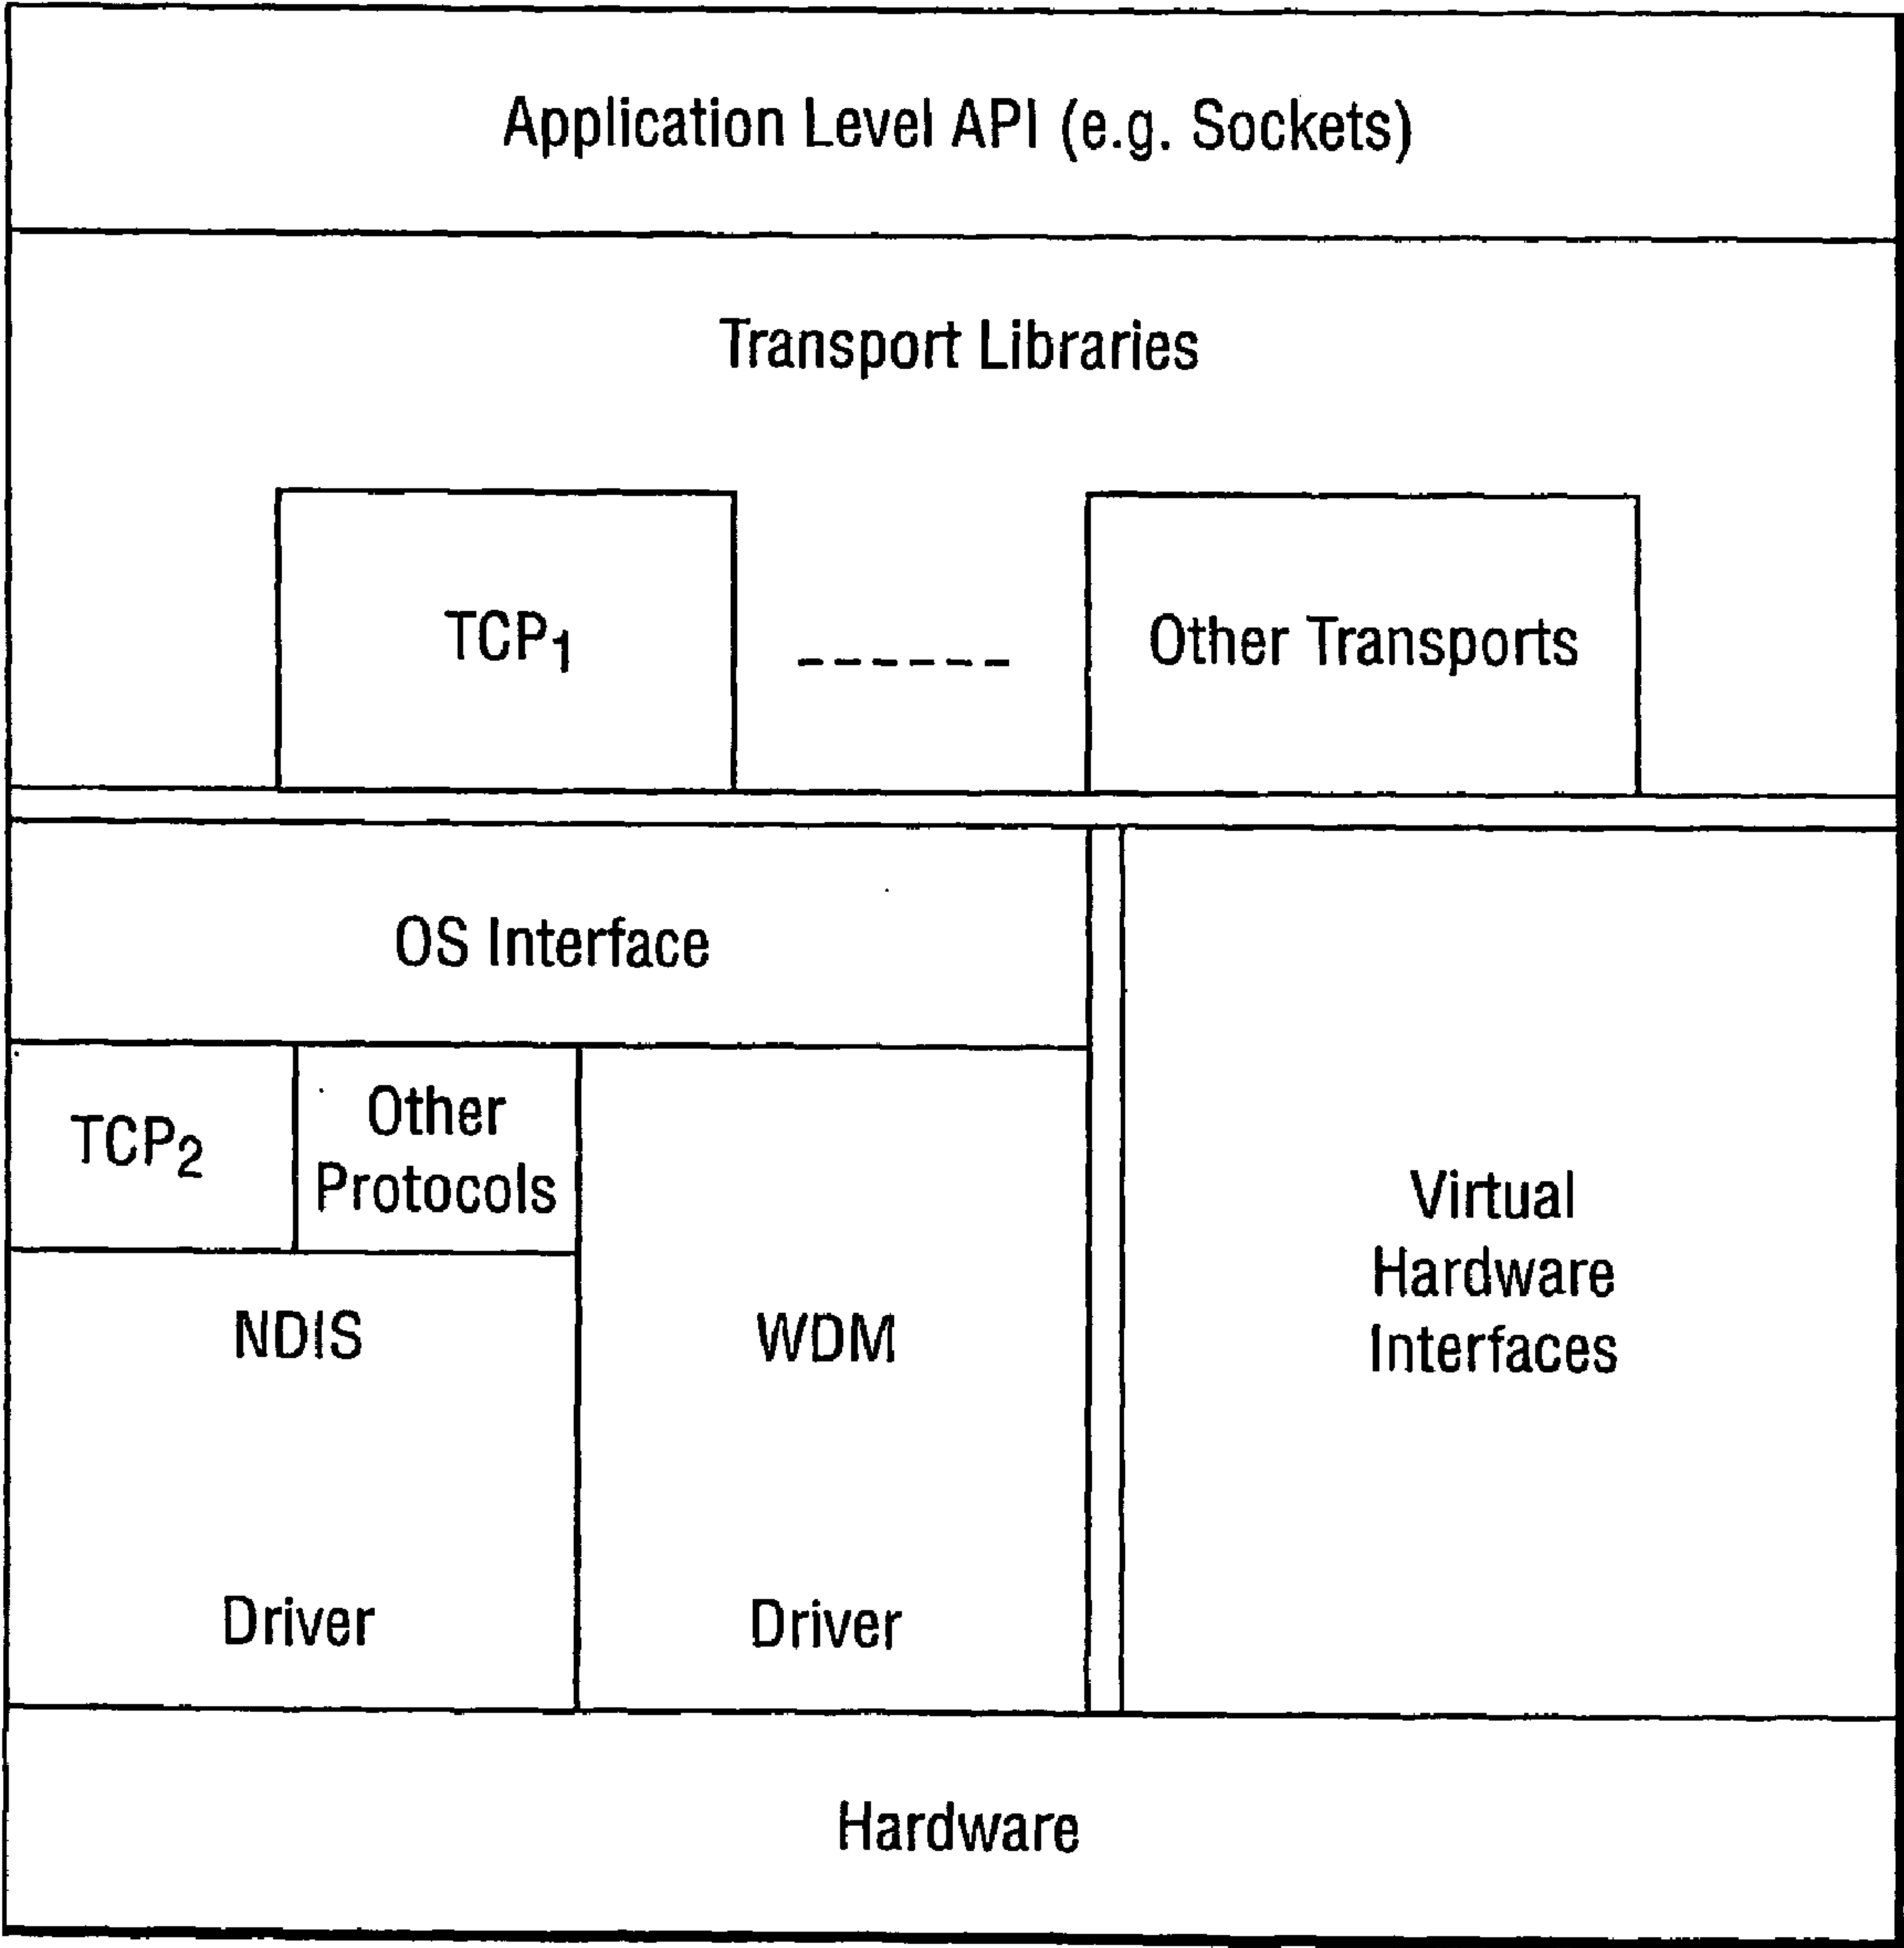 Application Level API (e.g. Sockets)
Transport Libraries
TCP₁
Other Transports
OS Interface
TCP₂
Other
Protocols
NDIS
Driver
WDM
Driver
Virtual
Hardware
Interfaces
Hardware